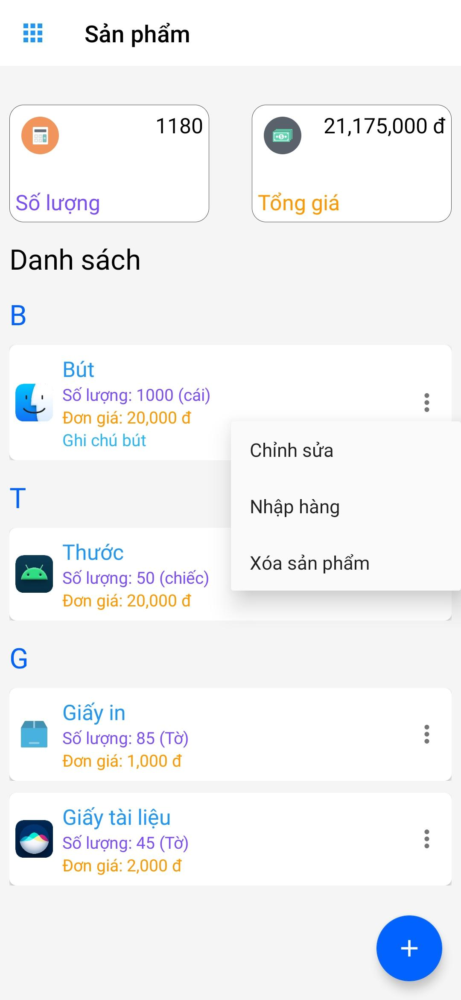 Sản phẩm
1180
Số lượng
21,175,000 đ
Tổng giá
Danh sách
B
Bút
Số lượng: 1000 (cái)
Đơn giá: 20,000 đ
Ghi chú bút
Chỉnh sửa
Nhập hàng
Xóa sản phẩm
T
Thước
Số lượng: 50 (chiếc)
Đơn giá: 20,000 đ
G
Giấy in
Số lượng: 85 (Tờ)
Đơn giá: 1,000 đ
Giấy tài liệu
Số lượng: 45 (Tờ)
Đơn giá: 2,000 đ